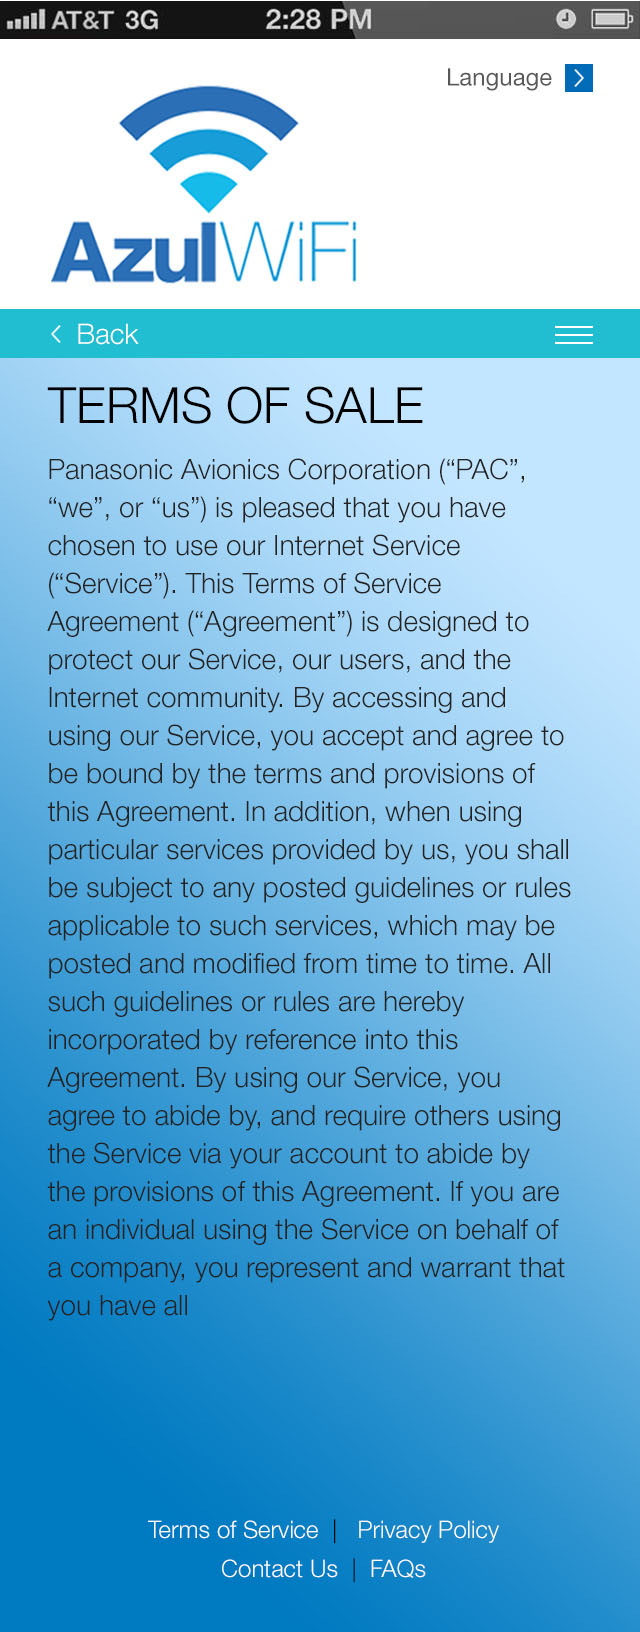 AT&T 3G 2:28 PM
Language
AzulWiFi
Back
TERMS OF SALE
Panasonic Avionics Corporation (“PAC”,
“we”, or “us”) is pleased that you have
chosen to use our Internet Service
(“Service”). This Terms of Service
Agreement (“Agreement”) is designed to
protect our Service, our users, and the
Internet community. By accessing and
using our Service, you accept and agree to
be bound by the terms and provisions of
this Agreement. In addition, when using
particular services provided by us, you shall
be subject to any posted guidelines or rules
applicable to such services, which may be
posted and modified from time to time. All
such guidelines or rules are hereby
incorporated by reference into this
Agreement. By using our Service, you
agree to abide by, and require others using
the Service via your account to abide by
the provisions of this Agreement. If you are
an individual using the Service on behalf of
a company, you represent and warrant that
you have all
Terms of Service | Privacy Policy
Contact Us | FAQs